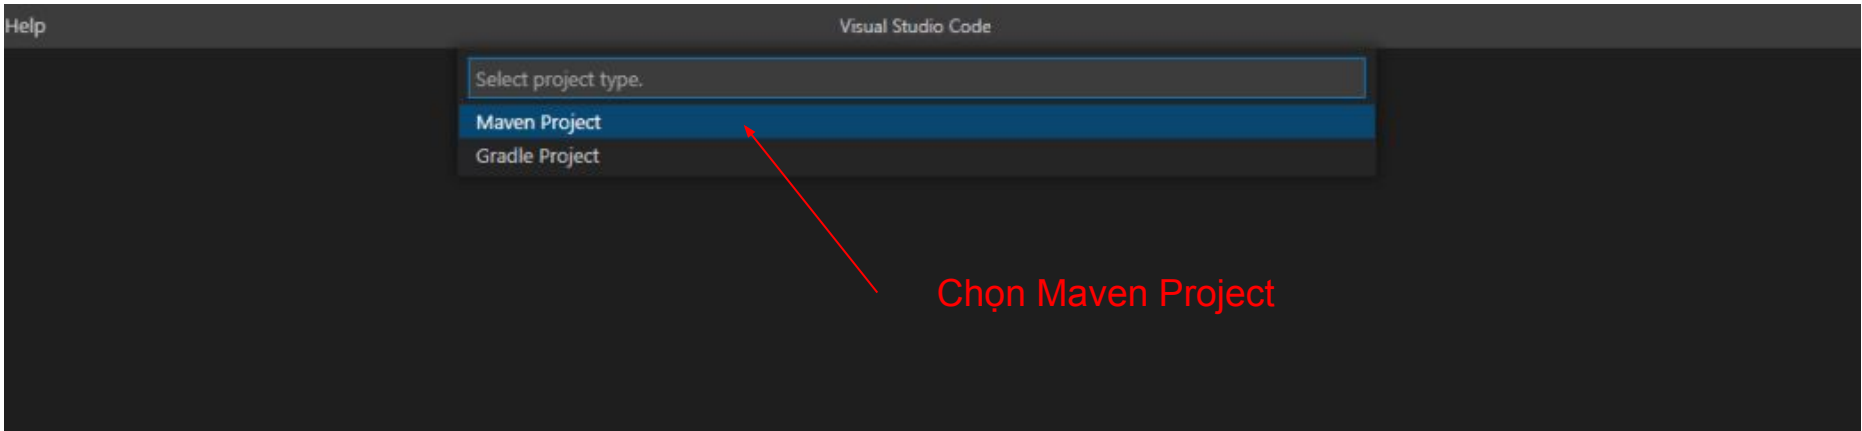 Help
Visual Studio Code
Select project type.
Maven Project
Gradle Project
Chọn Maven Project